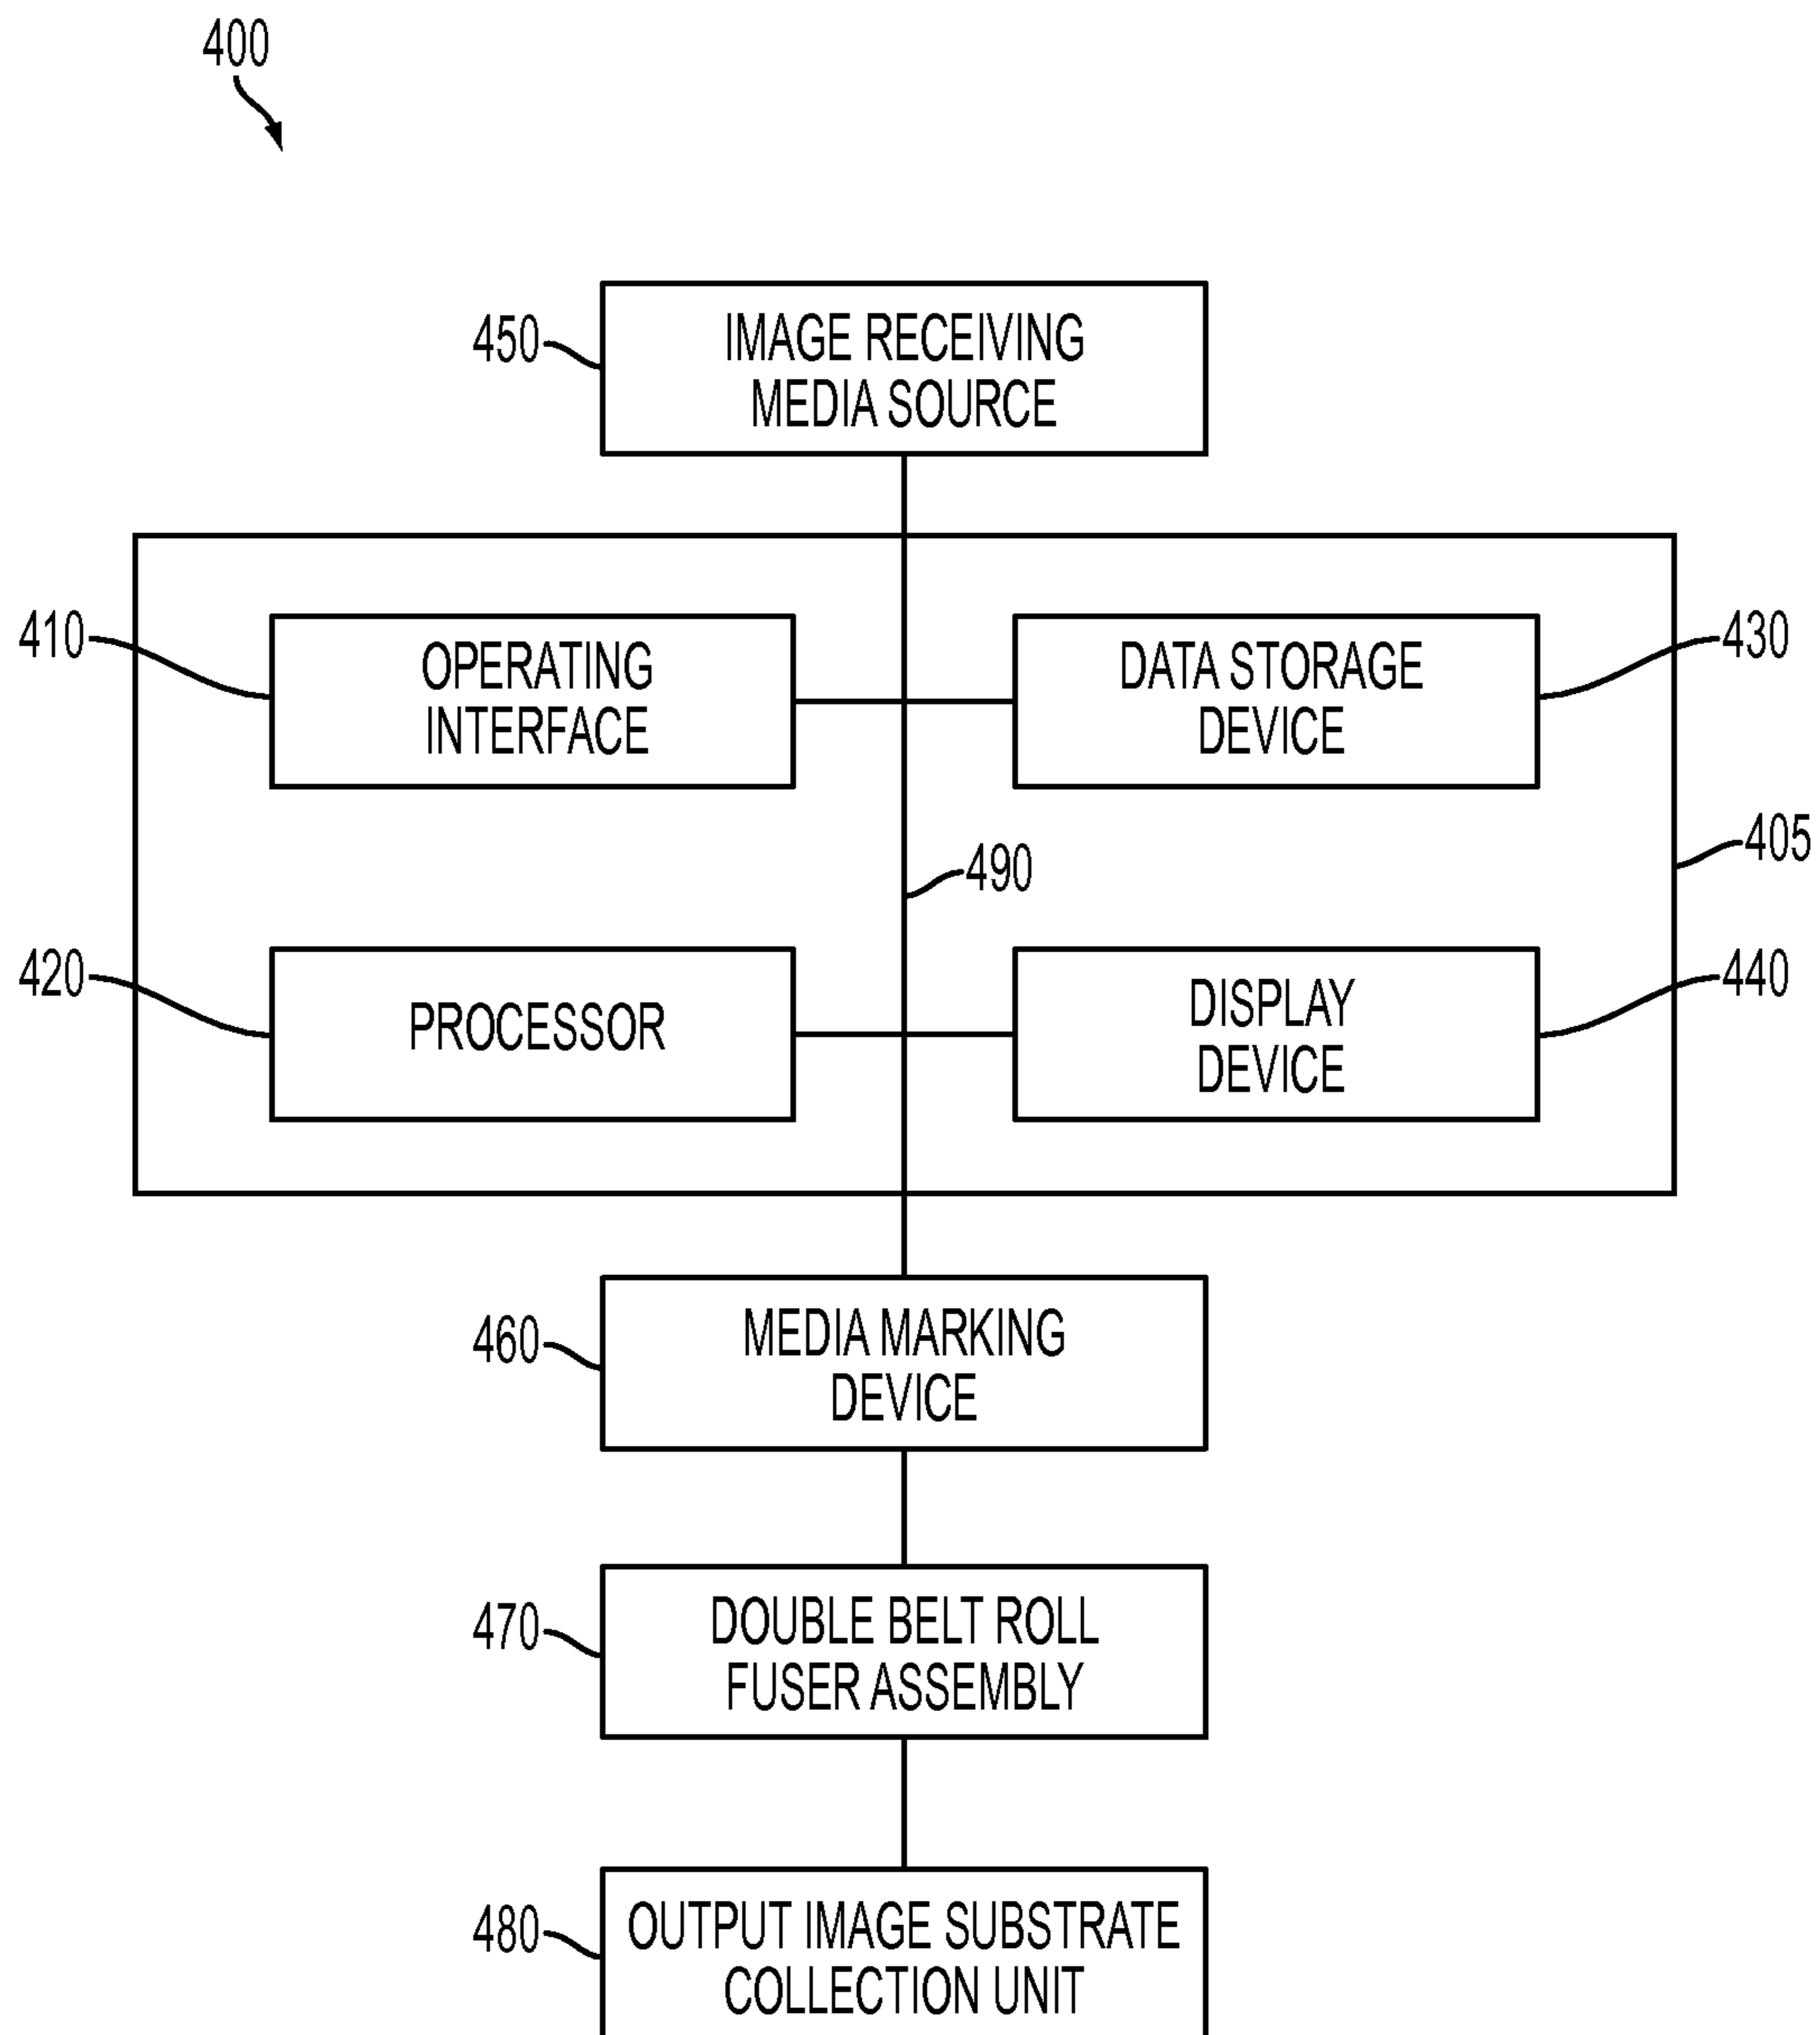 400
450
IMAGE RECEIVING
MEDIA SOURCE
410
OPERATING
INTERFACE
DATA STORAGE
DEVICE
430
405
490
420
PROCESSOR
DISPLAY
DEVICE
440
460
MEDIA MARKING
DEVICE
470
DOUBLE BELT ROLL
FUSER ASSEMBLY
480
OUTPUT IMAGE SUBSTRATE
COLLECTION UNIT